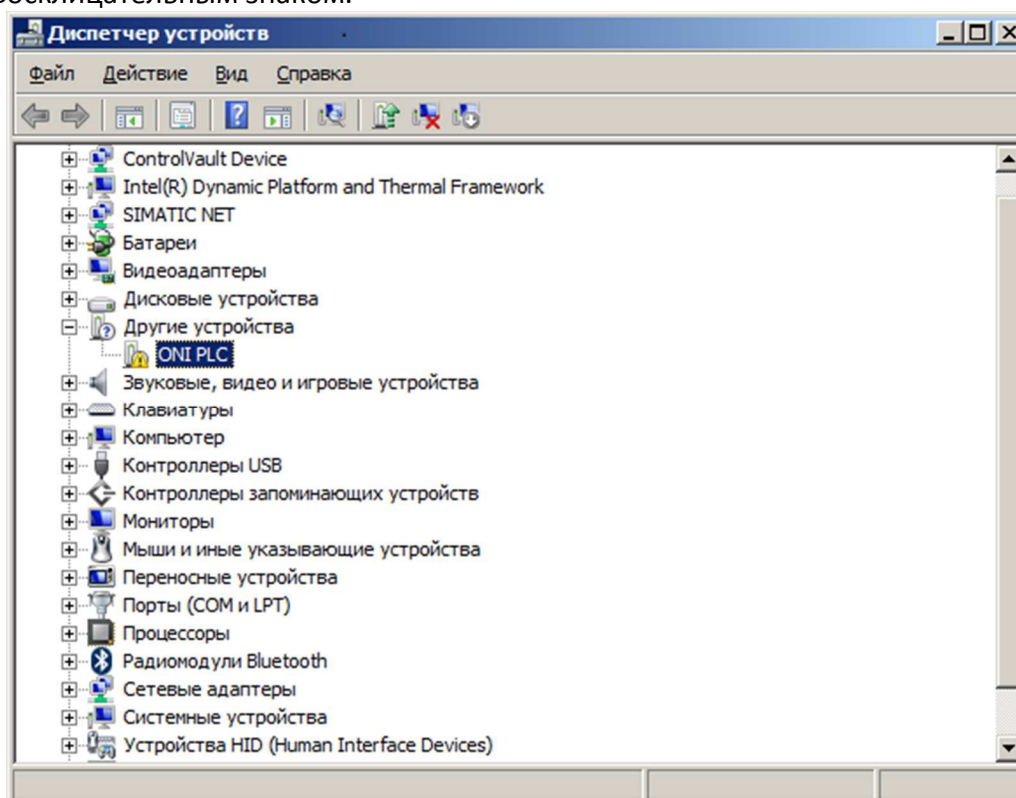 восклицательным знаком.
Диспетчер устройств
Файл Действие Вид Справка
ControlVault Device
Intel(R) Dynamic Platform and Thermal Framework
SIMATIC NET
Батареи
Видеоадаптеры
Дисковые устройства
Другие устройства
ONI PLC
Звуковые, видео и игровые устройства
Клавиатуры
Компьютер
Контроллеры USB
Контроллеры запоминающих устройств
Мониторы
Мыши и иные указывающие устройства
Переносные устройства
Порты (COM и LPT)
Процессоры
Радиомодули Bluetooth
Сетевые адаптеры
Системные устройства
Устройства HID (Human Interface Devices)